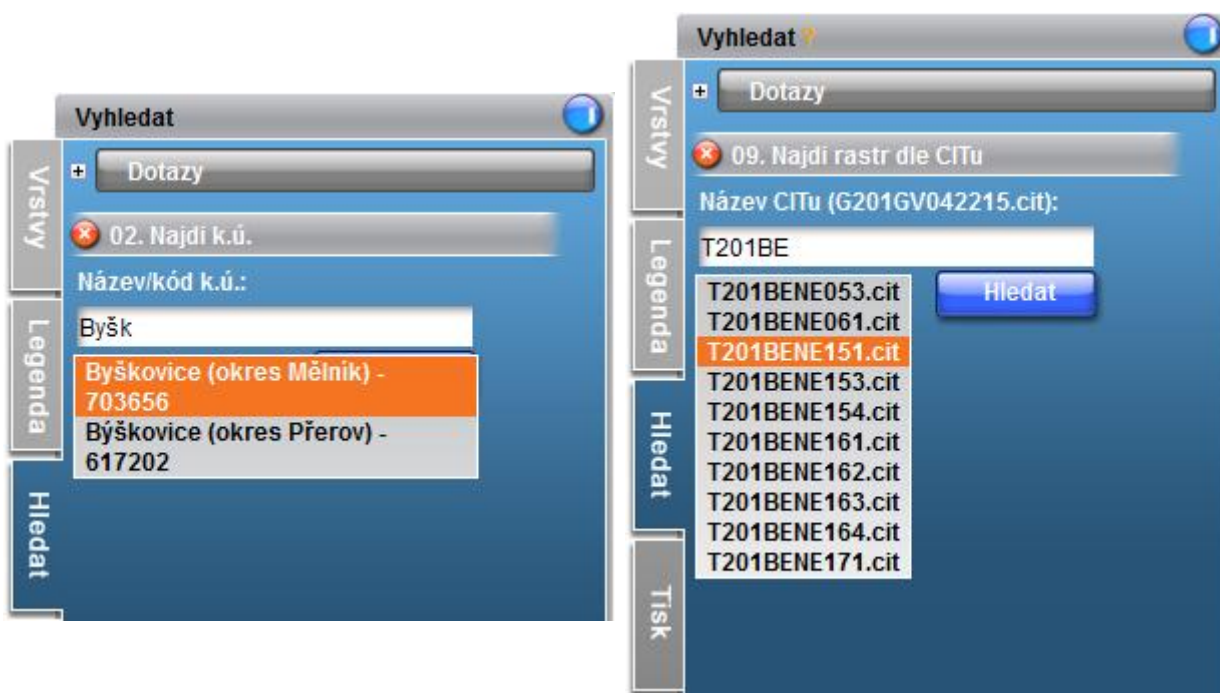 Vyhledat
Dotazy
02. Najdi k.ú.
Název/kód k.ú.:
Byšk
Byškovice (okres Mělník) -
703656
Býškovice (okres Přerov) -
617202
Vrstvy
Legenda
Hledat
Vyhledat ?
Dotazy
09. Najdi rastr dle CITu
Název CITu (G201GV042215.cit):
T201BE
Hledat
T201BENE053.cit
T201BENE061.cit
T201BENE151.cit
T201BENE153.cit
T201BENE154.cit
T201BENE161.cit
T201BENE162.cit
T201BENE163.cit
T201BENE164.cit
T201BENE171.cit
Vrstvy
Legenda
Hledat
Tisk